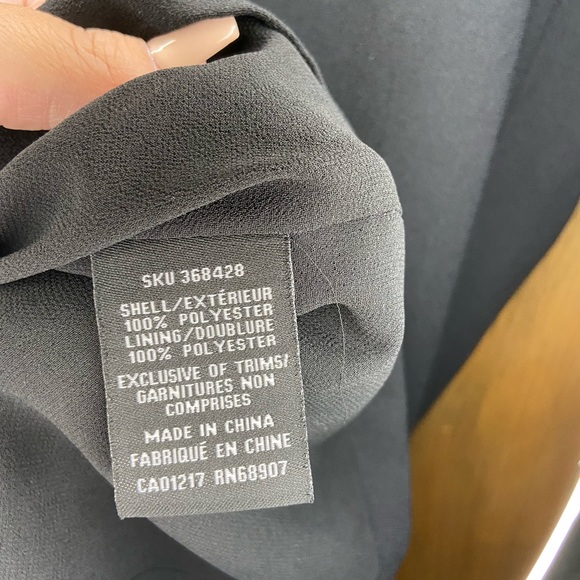 SKU 368428
SHELL/EXTÉRIEUR
100% POLYESTER
LINING/DOUBLURE
100% POLYESTER
EXCLUSIVE OF TRIMS/
GARNITURES NON
COMPRISES
MADE IN CHINA
FABRIQUÉ EN CHINE
CA01217 RN68907